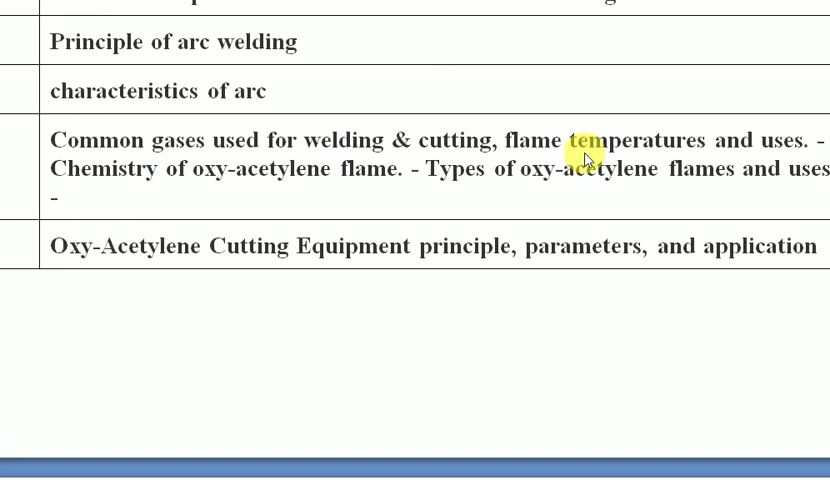 Principle of arc welding
characteristics of arc
Common gases used for welding & cutting, flame temperatures and uses. -
Chemistry of oxy-acetylene flame. - Types of oxy-acetylene flames and uses
-
Oxy-Acetylene Cutting Equipment principle, parameters, and application